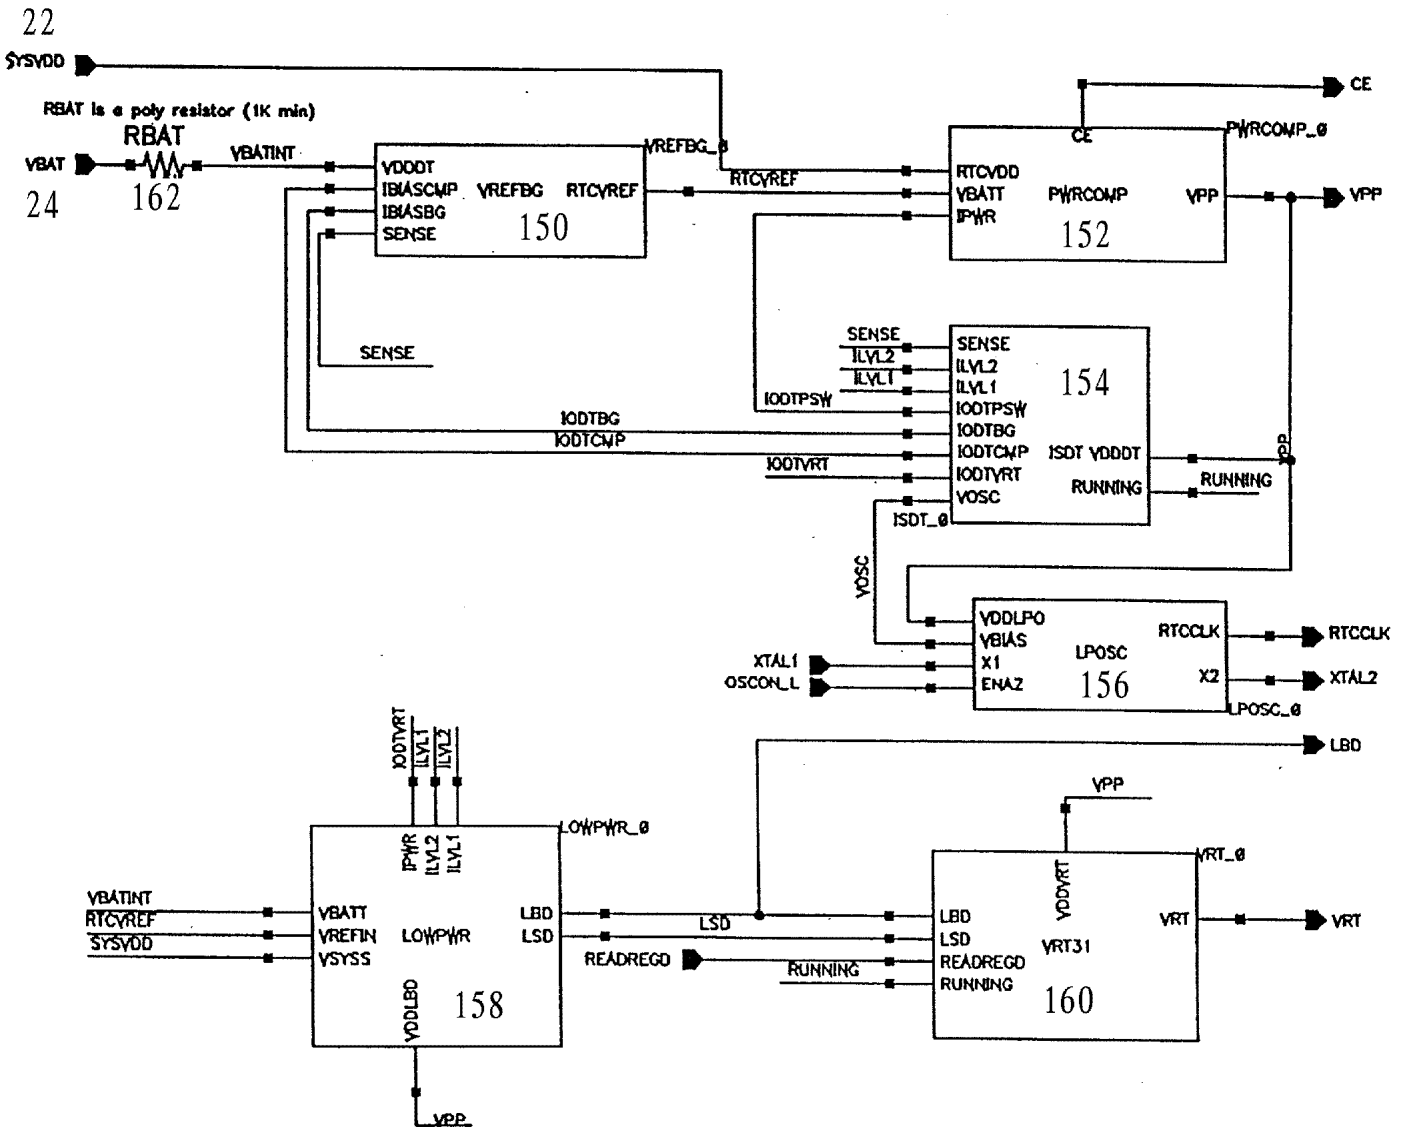 22
SYSVDD
RBAT is a poly resistor (1K min)
RBAT
VBAT
VBATINT
162
24
VREFBG_0
VDDDT
IBIASCMP
IBIASBG
SENSE
VREFBG
RTCVREF
150
SENSE
RTCVREF
CE
CE
PWRCOMP_0
RTCVDD
VBATT
IPWR
PWRCOMP
VPP
152
VPP
SENSE
ILVL2
ILVL1
IODTPSW
IODTBG
IODTCMP
IODTVRT
SENSE
ILVL2
ILVL1
IODTPSW
IODTBG
IODTCMP
IODTVRT
VOSC
154
ISDT VDDDT
RUNNING
RUNNING
VPP
ISDT_0
VOSC
VDDLPO
VBIAS
X1
ENAZ
LPOSC
156
RTCCLK
X2
RTCCLK
XTAL2
XTAL1
OSCON_L
LPOSC_0
LBD
IODTVRT
ILVL1
ILVL2
LOWPWR_0
IPWR
ILVL2
ILVL1
VBATINT
RTCVREF
SYSVDD
VBATT
VREFIN
VSYSS
LOWPWR
LBD
LSD
VDDLBD
158
VPP
LSD
READREGD
RUNNING
VPP
VRT_0
VDDVRT
LBD
LSD
READREGD
RUNNING
VRT31
VRT
160
VRT